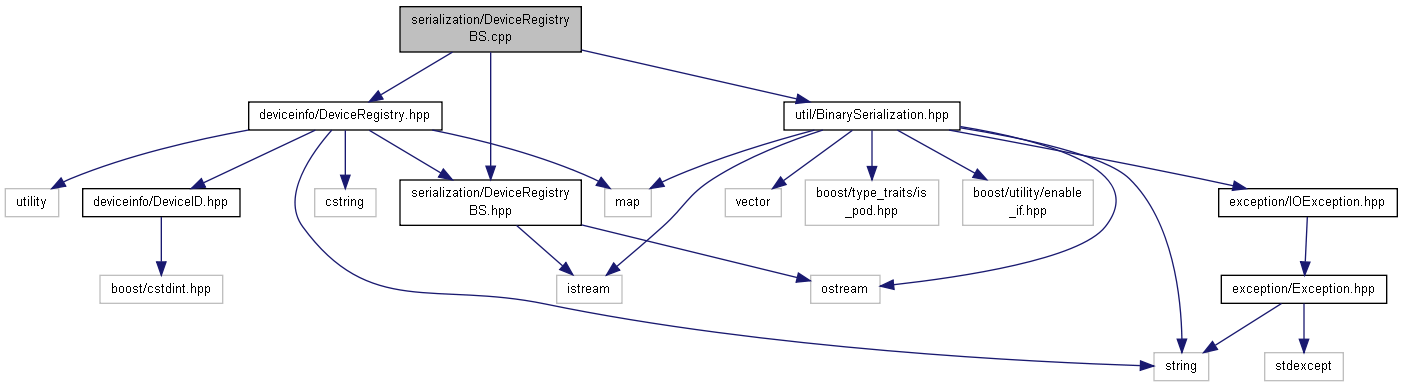 serialization/DeviceRegistry
BS.cpp
deviceinfo/DeviceRegistry.hpp
util/BinarySerialization.hpp
utility
deviceinfo/DeviceID.hpp
cstring
serialization/DeviceRegistry
BS.hpp
map
vector
boost/type_traits/is
_pod.hpp
boost/utility/enable
_if.hpp
exception/IOException.hpp
boost/cstdint.hpp
istream
ostream
exception/Exception.hpp
string
stdexcept